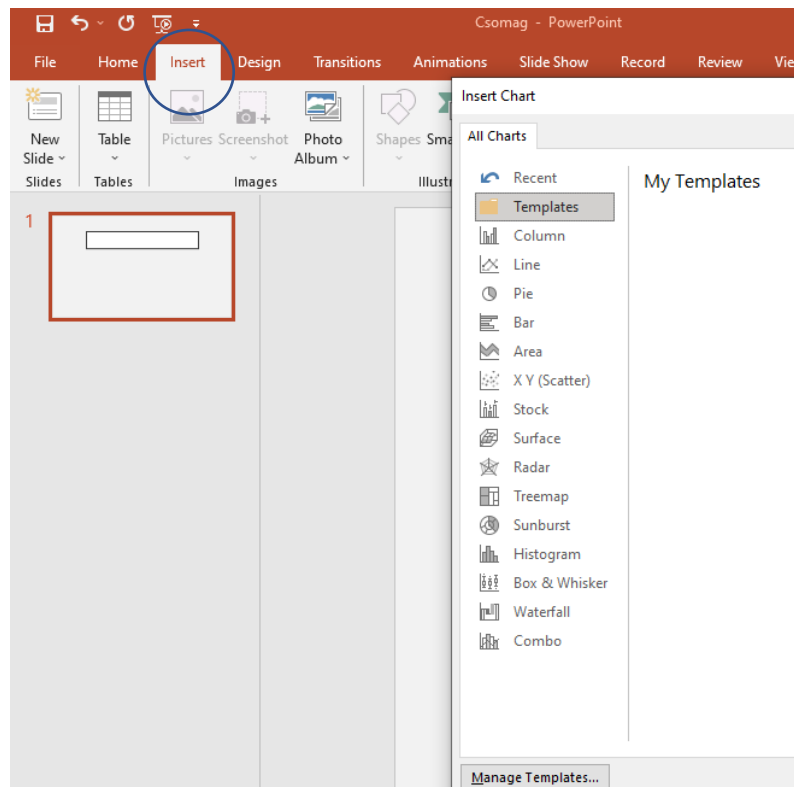 Csomag - PowerPoint
File Home Insert Design Transitions Animations Slide Show Record Review
Insert Chart
All Charts
New Slide
Table
Pictures
Screenshot
Photo Album
Shapes
Slides
Tables
Images
1
Recent
Templates
Column
Line
Pie
Bar
Area
X Y (Scatter)
Stock
Surface
Radar
Treemap
Sunburst
Histogram
Box & Whisker
Waterfall
Combo
My Templates
Manage Templates...